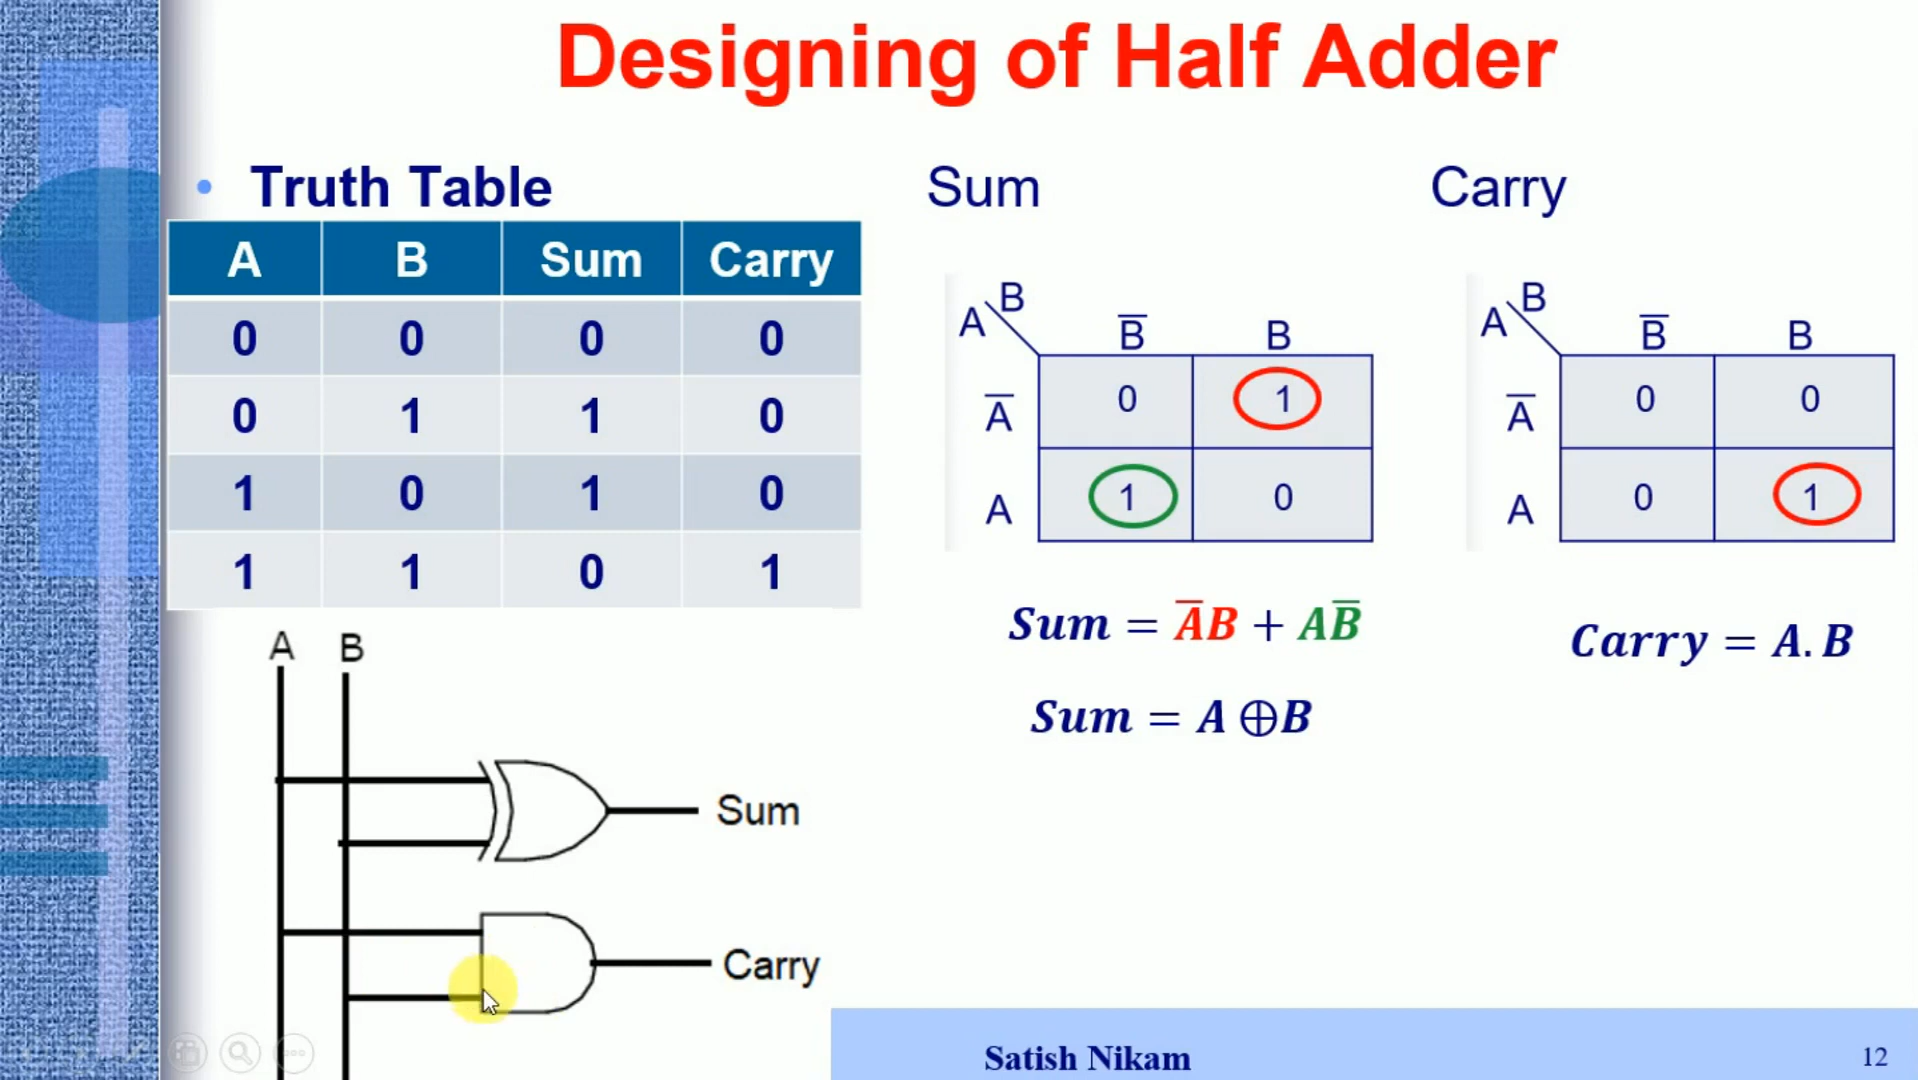 Designing of Half Adder
• Truth Table
A B Sum Carry
0 0 0 0
0 1 1 0
1 0 1 0
1 1 0 1
Sum
A B
B̅ B
A̅ 0 1
A 1 0
Sum = A̅B + AB̅
Sum = A ⊕ B
Carry
A B
B̅ B
A̅ 0 0
A 0 1
Carry = A. B
A B
Sum
Carry
Satish Nikam
12